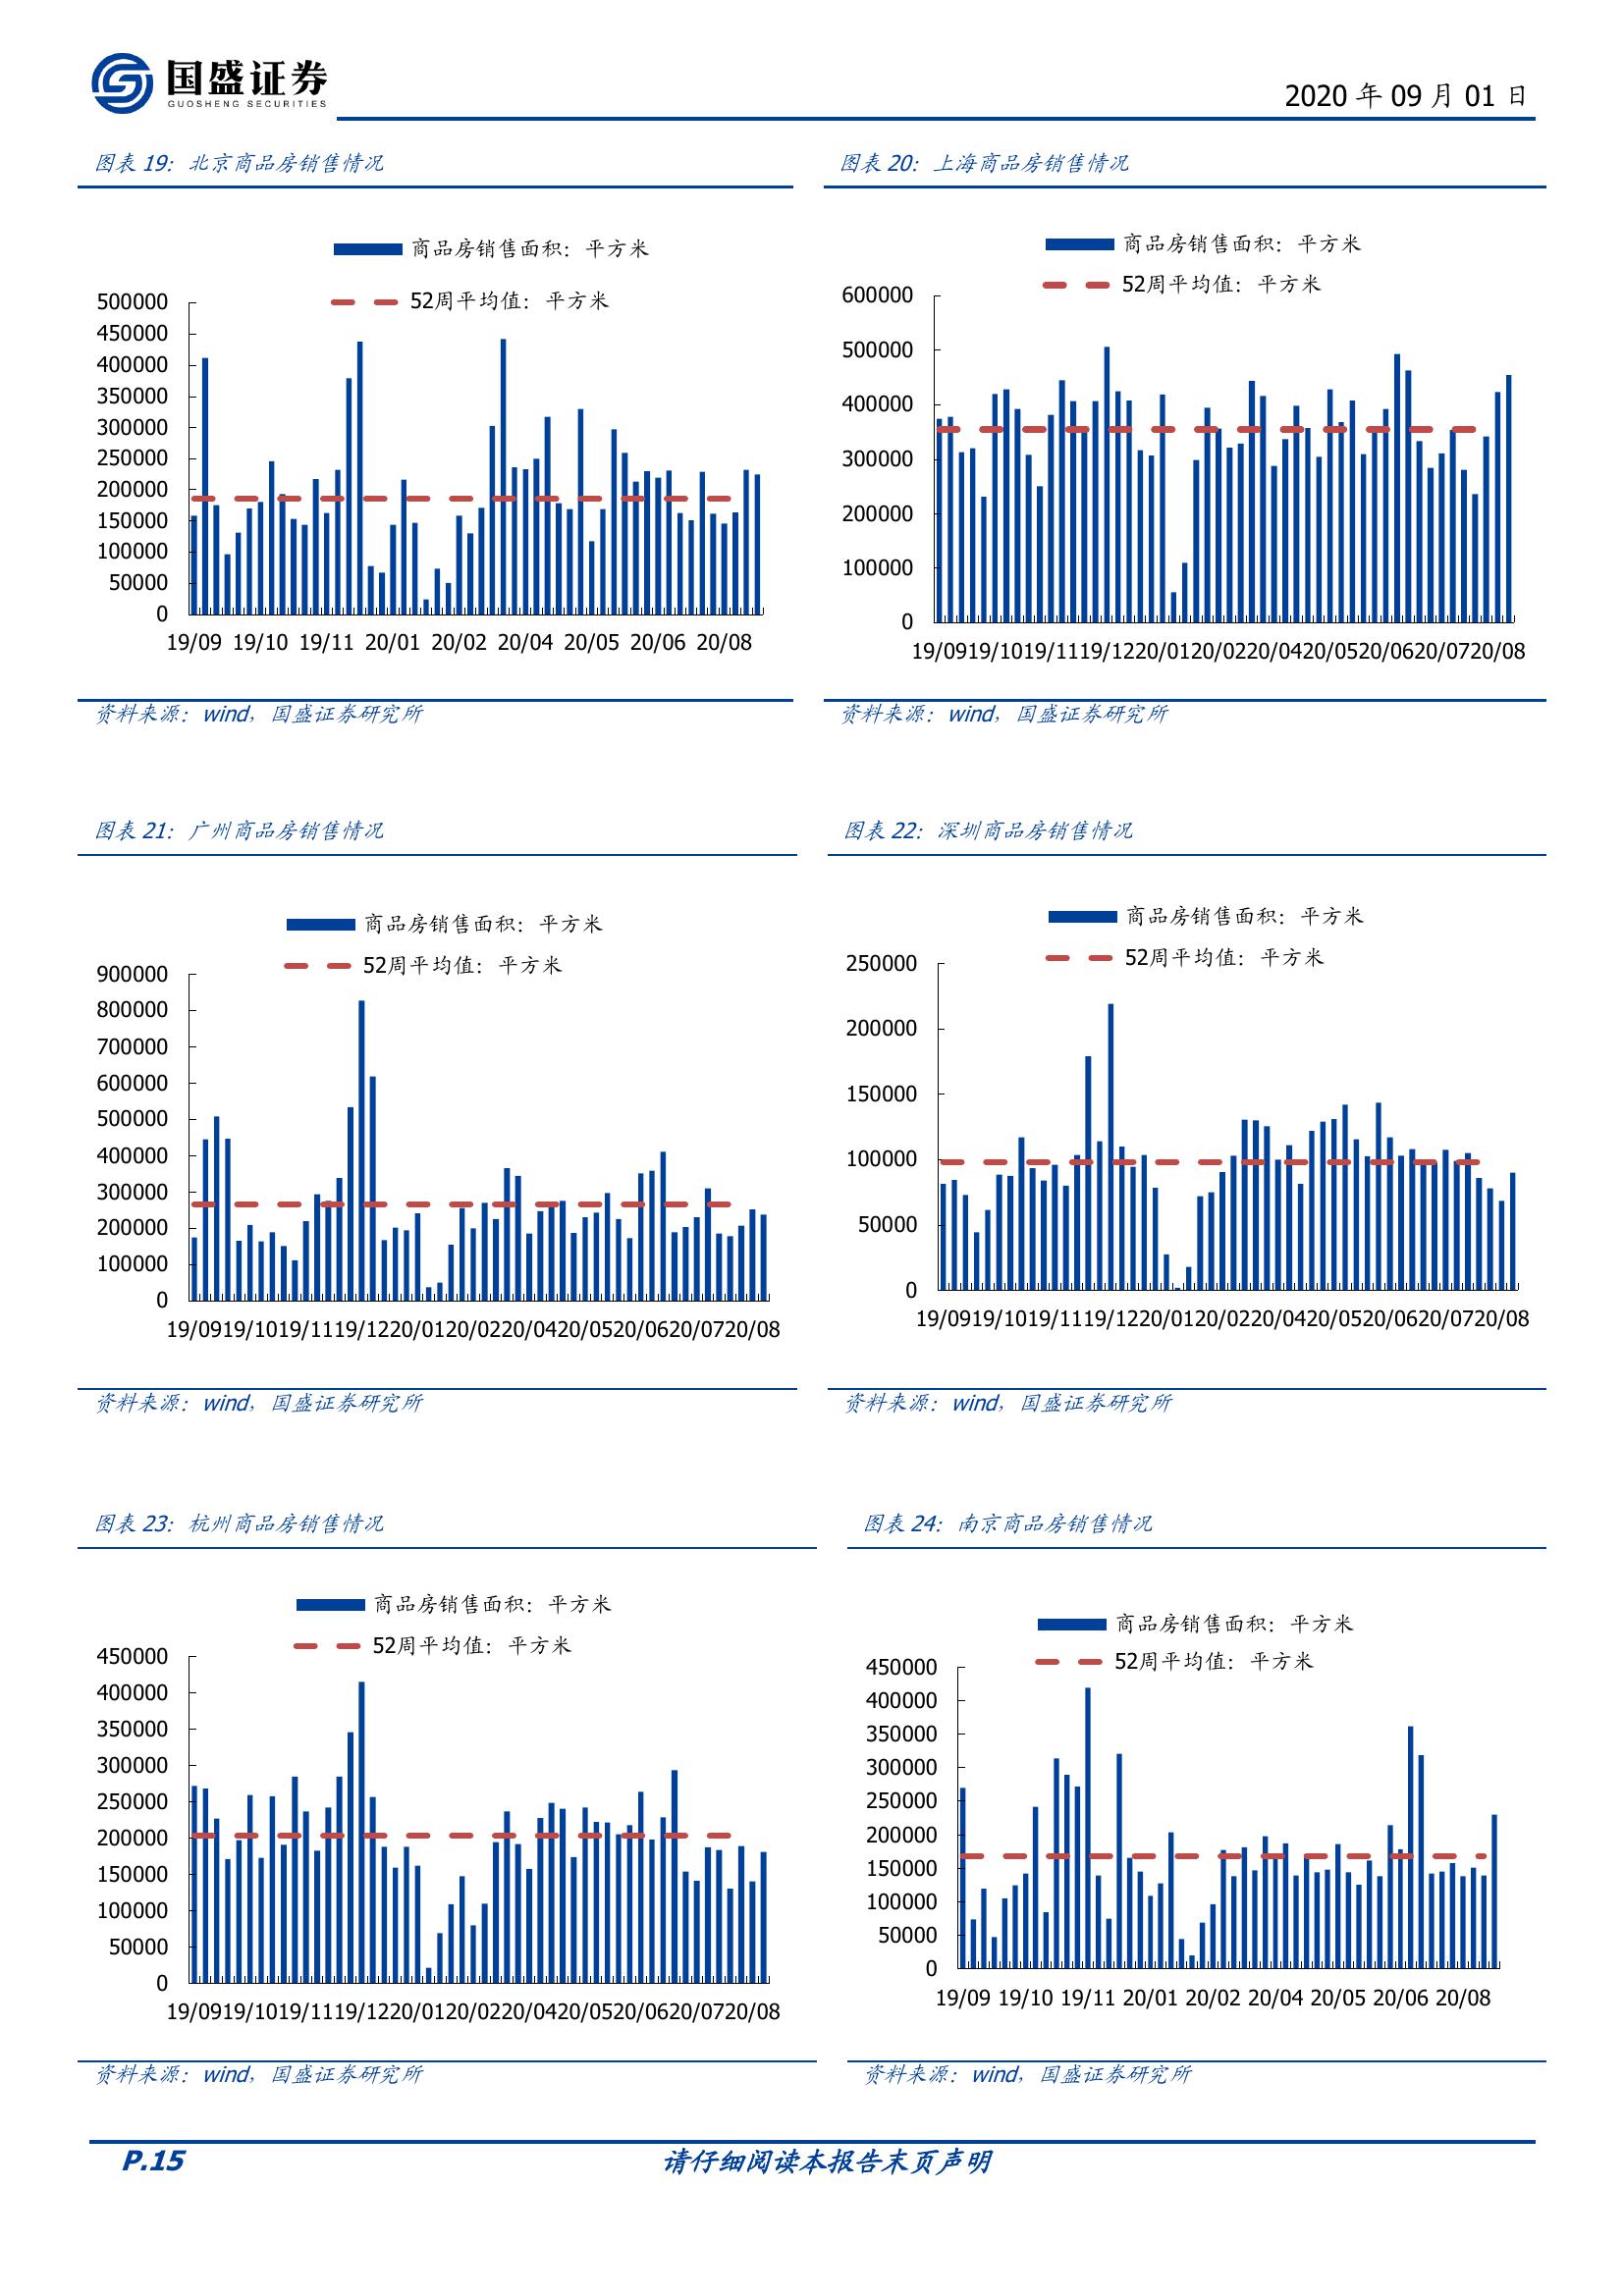 国盛证券
GUOSHENG SECURITIES
2020 年 09 月 01 日
图表 19：北京商品房销售情况
商品房销售面积：平方米
52周平均值：平方米
500000
450000
400000
350000
300000
250000
200000
150000
100000
50000
0
19/09 19/10 19/11 20/01 20/02 20/04 20/05 20/06 20/08
资料来源：wind，国盛证券研究所
图表 20：上海商品房销售情况
商品房销售面积：平方米
52周平均值：平方米
600000
500000
400000
300000
200000
100000
0
19/0919/1019/1119/1220/0120/0220/0420/0520/0620/0720/08
资料来源：wind，国盛证券研究所
图表 21：广州商品房销售情况
商品房销售面积：平方米
52周平均值：平方米
900000
800000
700000
600000
500000
400000
300000
200000
100000
0
19/0919/1019/1119/1220/0120/0220/0420/0520/0620/0720/08
资料来源：wind，国盛证券研究所
图表 22：深圳商品房销售情况
商品房销售面积：平方米
52周平均值：平方米
250000
200000
150000
100000
50000
0
19/0919/1019/1119/1220/0120/0220/0420/0520/0620/0720/08
资料来源：wind，国盛证券研究所
图表 23：杭州商品房销售情况
商品房销售面积：平方米
52周平均值：平方米
450000
400000
350000
300000
250000
200000
150000
100000
50000
0
19/0919/1019/1119/1220/0120/0220/0420/0520/0620/0720/08
资料来源：wind，国盛证券研究所
图表 24：南京商品房销售情况
商品房销售面积：平方米
52周平均值：平方米
450000
400000
350000
300000
250000
200000
150000
100000
50000
0
19/09 19/10 19/11 20/01 20/02 20/04 20/05 20/06 20/08
资料来源：wind，国盛证券研究所
P.15
请仔细阅读本报告末页声明